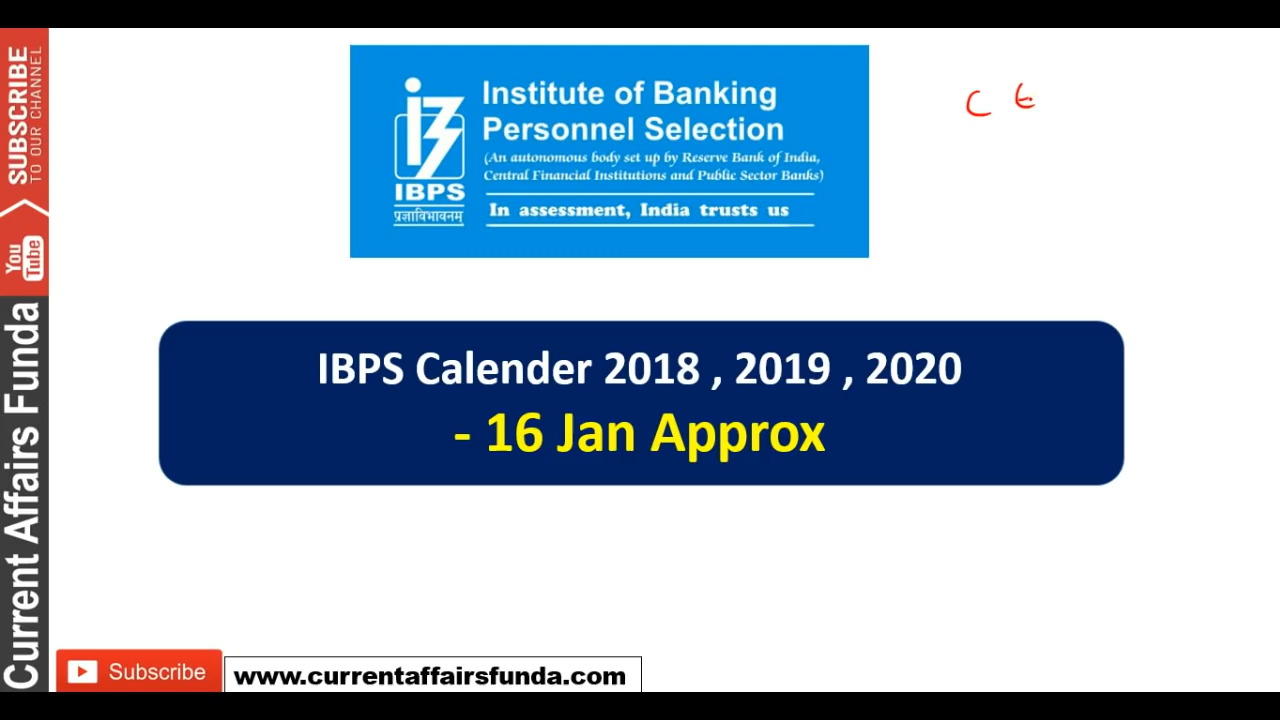 SUBSCRIBE
TO OUR CHANNEL
You
Tube
Current Affairs Funda
Institute of Banking
Personnel Selection
(An autonomous body set up by Reserve Bank of India,
Central Financial Institutions and Public Sector Banks)
IBPS
प्रज्ञाविभावनम्
In assessment, India trusts us
C E
IBPS Calender 2018 , 2019 , 2020
- 16 Jan Approx
Subscribe
www.currentaffairsfunda.com